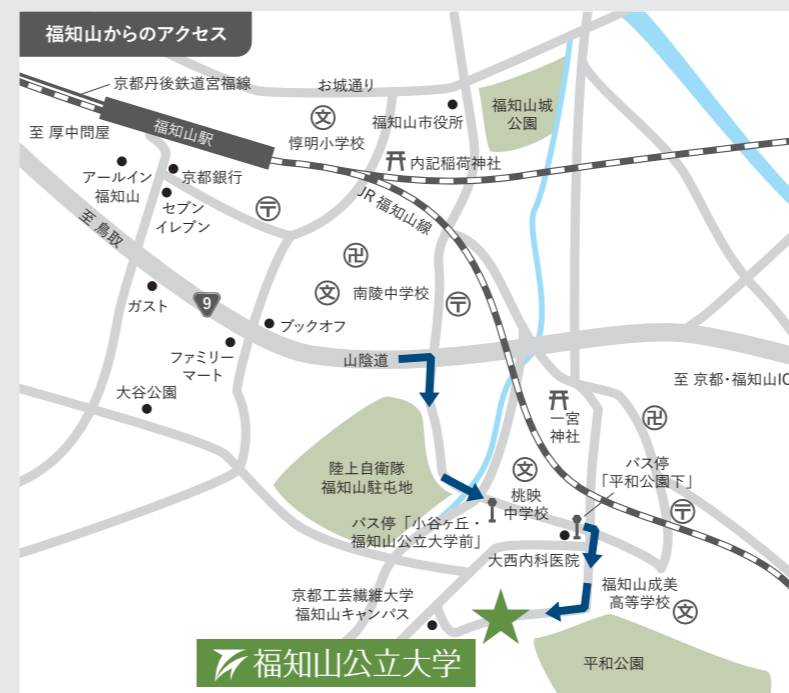 福知山からのアクセス
京都丹後鉄道宮福線
お城通り
福知山城
公園
福知山市役所
文
惇明小学校
至 厚中問屋
福知山駅
内記稲荷神社
アールイン
福知山
京都銀行
セブン
イレブン
JR福知山線
至 鳥取
文
南陵中学校
ガスト
9
ブックオフ
ファミリー
マート
山陰道
大谷公園
至 京都・福知山IC
一宮
神社
陸上自衛隊
福知山駐屯地
文
桃映
中学校
バス停
「平和公園下」
バス停「小谷ヶ丘・
福知山公立大学前」
大西内科医院
京都工芸繊維大学
福知山キャンパス
福知山成美
高等学校
文
福知山公立大学
平和公園